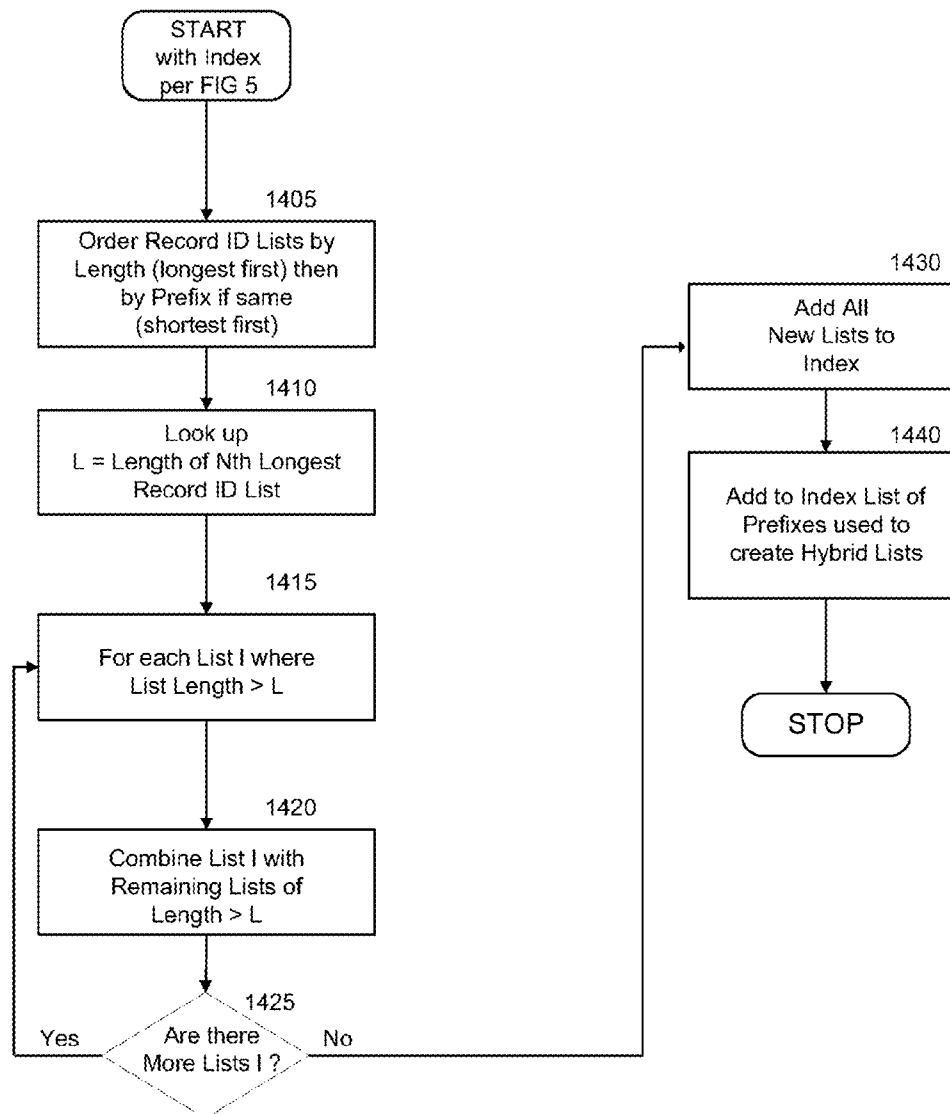 START
with Index
per FIG 5
1405
Order Record ID Lists by
Length (longest first) then
by Prefix if same
(shortest first)
1410
Look up
L = Length of Nth Longest
Record ID List
1415
For each List I where
List Length > L
1420
Combine List I with
Remaining Lists of
Length > L
1425
Are there
More Lists I ?
Yes
No
1430
Add All
New Lists to
Index
1440
Add to Index List of
Prefixes used to
create Hybrid Lists
STOP